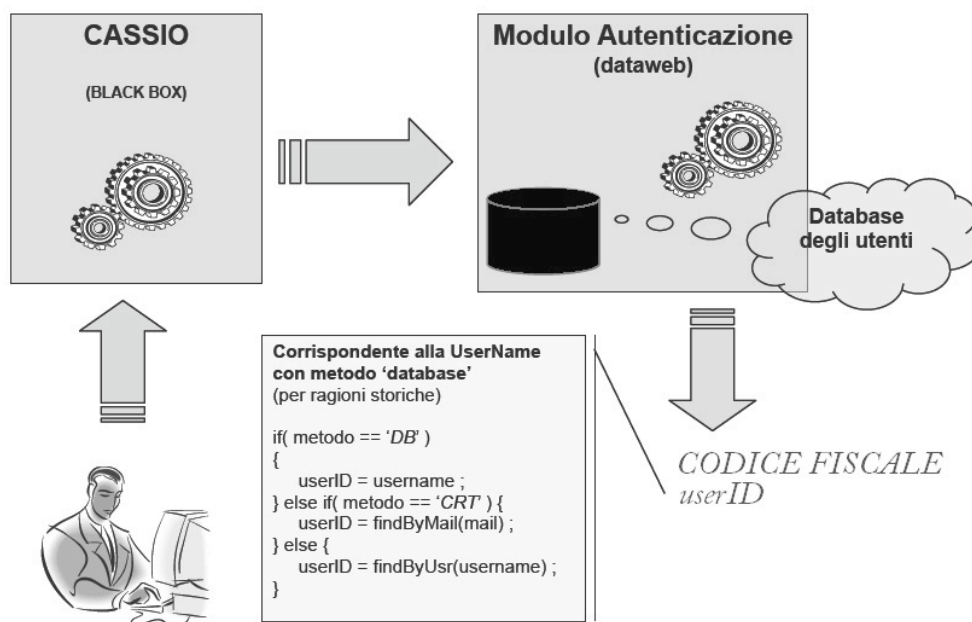 CASSIO
(BLACK BOX)
Modulo Autenticazione
(dataweb)
Database
degli utenti
Corrispondente alla UserName
con metodo ‘database’
(per ragioni storiche)
if( metodo == ‘DB’ )
{
userID = username ;
} else if( metodo == ‘CRT’ ) {
userID = findByMail(mail) ;
} else {
userID = findByUsr(username) ;
}
CODICE FISCALE
userID